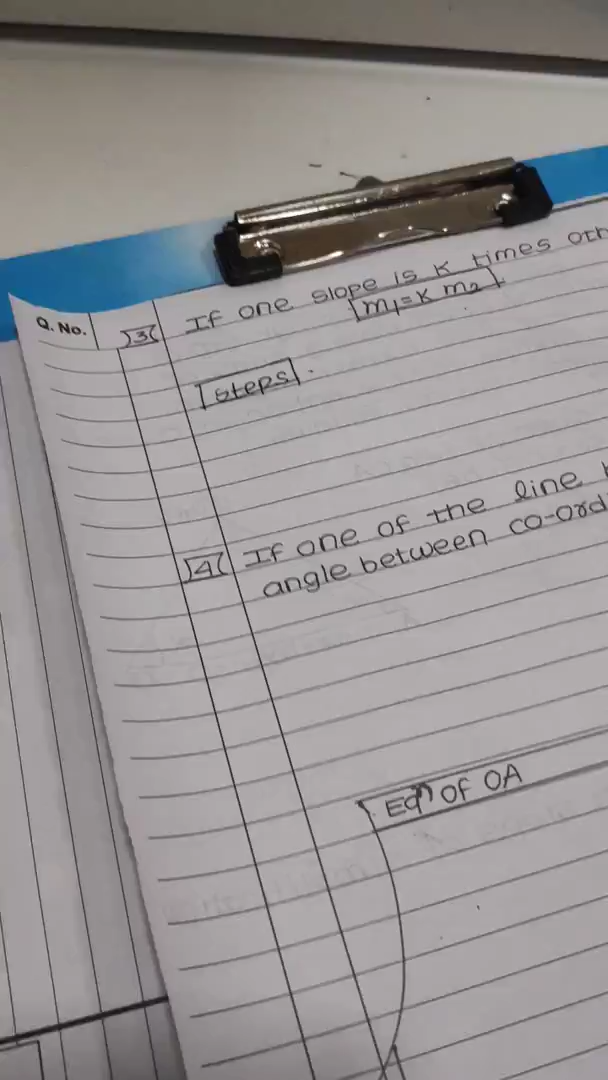 Q. No.
3 If one slope is K times oth
m1 = K m2
steps.
4 If one of the line
angle between co-ord
Eqn OF OA